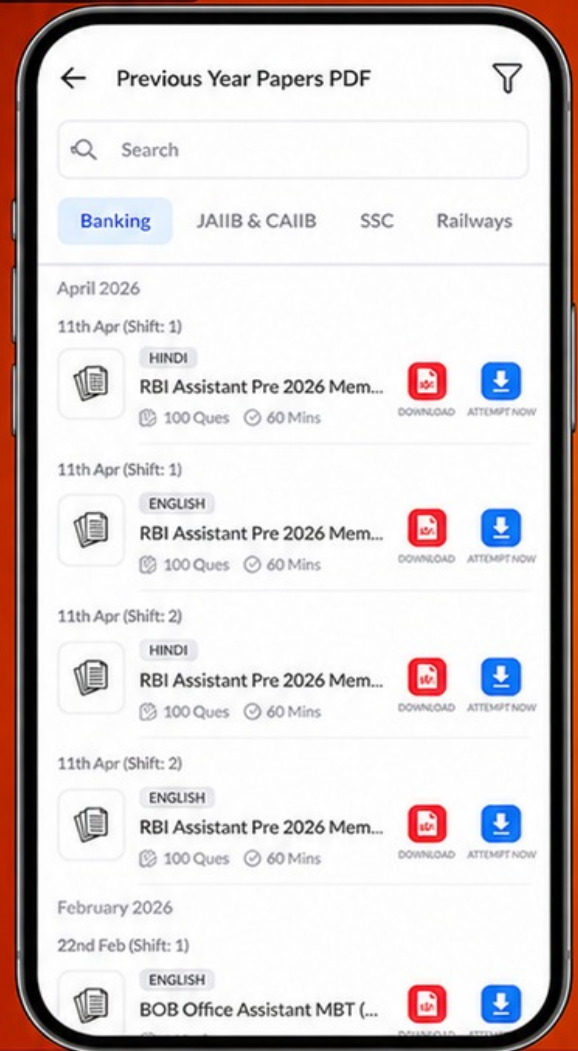 Previous Year Papers PDF
Search
Banking JAIIB & CAIIB SSC Railways
April 2026
11th Apr (Shift: 1)
HINDI
RBI Assistant Pre 2026 Mem...
100 Ques 60 Mins
DOWNLOAD ATTEMPT NOW
11th Apr (Shift: 1)
ENGLISH
RBI Assistant Pre 2026 Mem...
100 Ques 60 Mins
DOWNLOAD ATTEMPT NOW
11th Apr (Shift: 2)
HINDI
RBI Assistant Pre 2026 Mem...
100 Ques 60 Mins
DOWNLOAD ATTEMPT NOW
11th Apr (Shift: 2)
ENGLISH
RBI Assistant Pre 2026 Mem...
100 Ques 60 Mins
DOWNLOAD ATTEMPT NOW
February 2026
22nd Feb (Shift: 1)
ENGLISH
BOB Office Assistant MBT (...